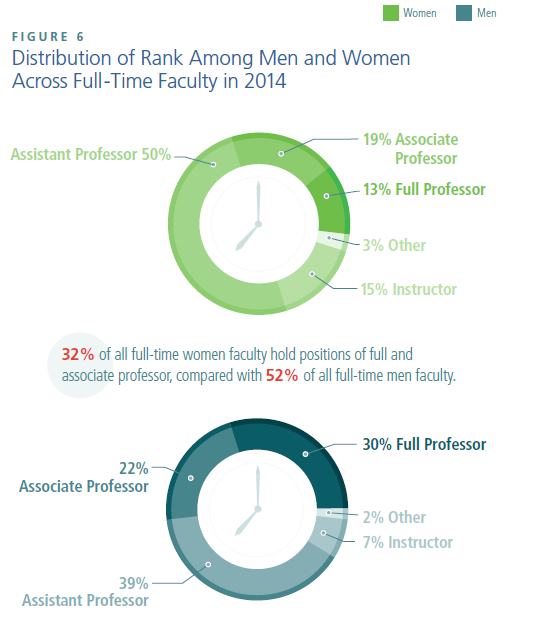 Women
Men
FIGURE 6
Distribution of Rank Among Men and Women
Across Full-Time Faculty in 2014
Assistant Professor 50%
19% Associate
Professor
13% Full Professor
3% Other
15% Instructor
32% of all full-time women faculty hold positions of full and
associate professor, compared with 52% of all full-time men faculty.
30% Full Professor
22%
Associate Professor
2% Other
7% Instructor
39%
Assistant Professor